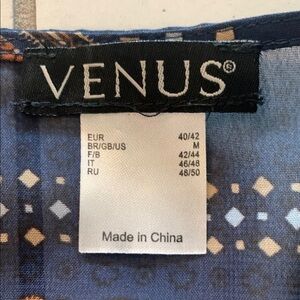 VENUS®
S
EUR 40/42
BR/GB/US M
F/B 42/44
IT 46/48
RU 48/50
Made in China